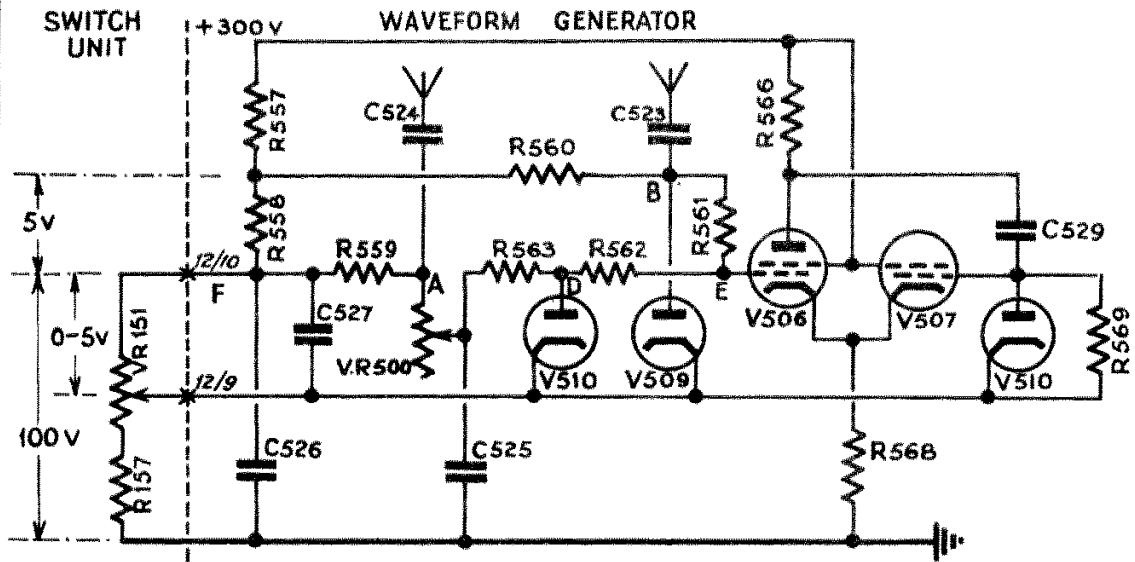 SWITCH UNIT
+300V
WAVEFORM GENERATOR
R557
C524
C523
R566
R560
B
5V
R558
R561
C529
12/10
R559
R563
R562
F
A
D
E
V506
V507
VR151
0-5V
C527
V.R500
V510
V509
V510
R569
12/9
100V
R157
C526
C525
R568